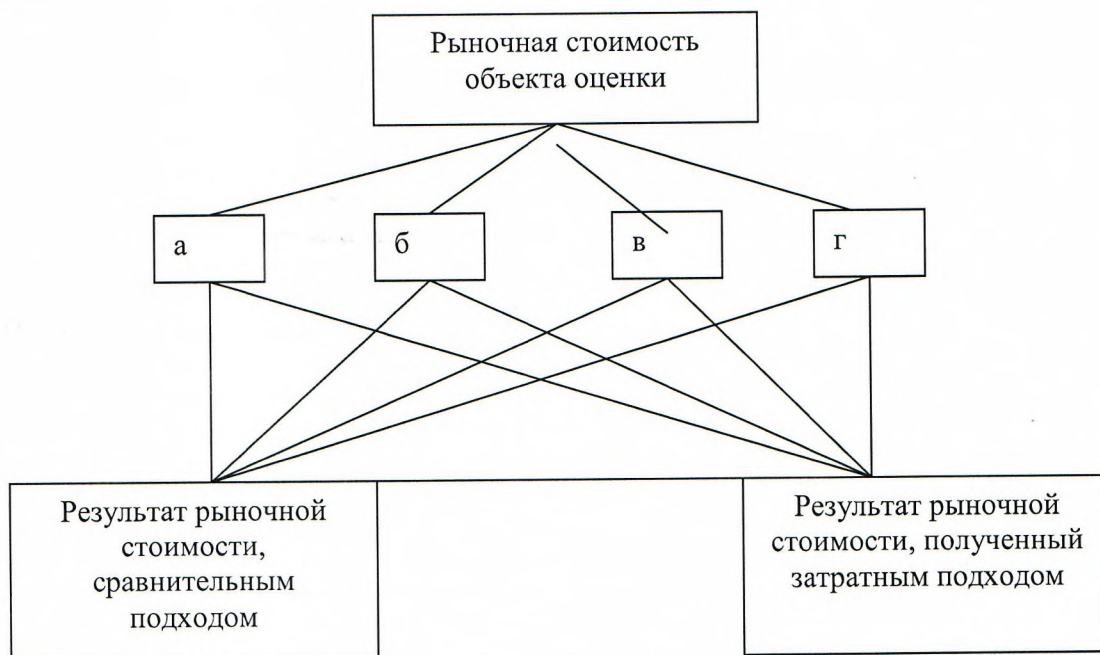 Рыночная стоимость
объекта оценки
а
б
в
г
Результат рыночной
стоимости,
сравнительным
подходом
Результат рыночной
стоимости, полученный
затратным подходом